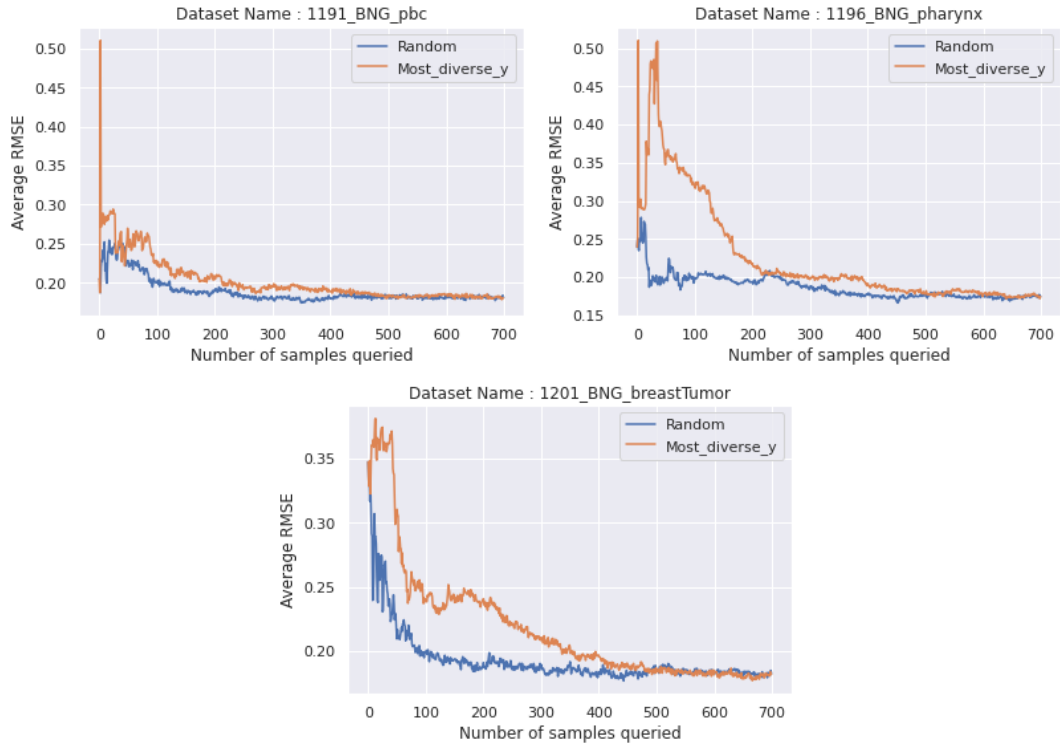 Dataset Name : 1191_BNG_pbc
Random
Most_diverse_y
Average RMSE
0.50
0.45
0.40
0.35
0.30
0.25
0.20
0 100 200 300 400 500 600 700
Number of samples queried
Dataset Name : 1196_BNG_pharynx
Random
Most_diverse_y
Average RMSE
0.50
0.45
0.40
0.35
0.30
0.25
0.20
0.15
0 100 200 300 400 500 600 700
Number of samples queried
Dataset Name : 1201_BNG_breastTumor
Random
Most_diverse_y
Average RMSE
0.35
0.30
0.25
0.20
0 100 200 300 400 500 600 700
Number of samples queried